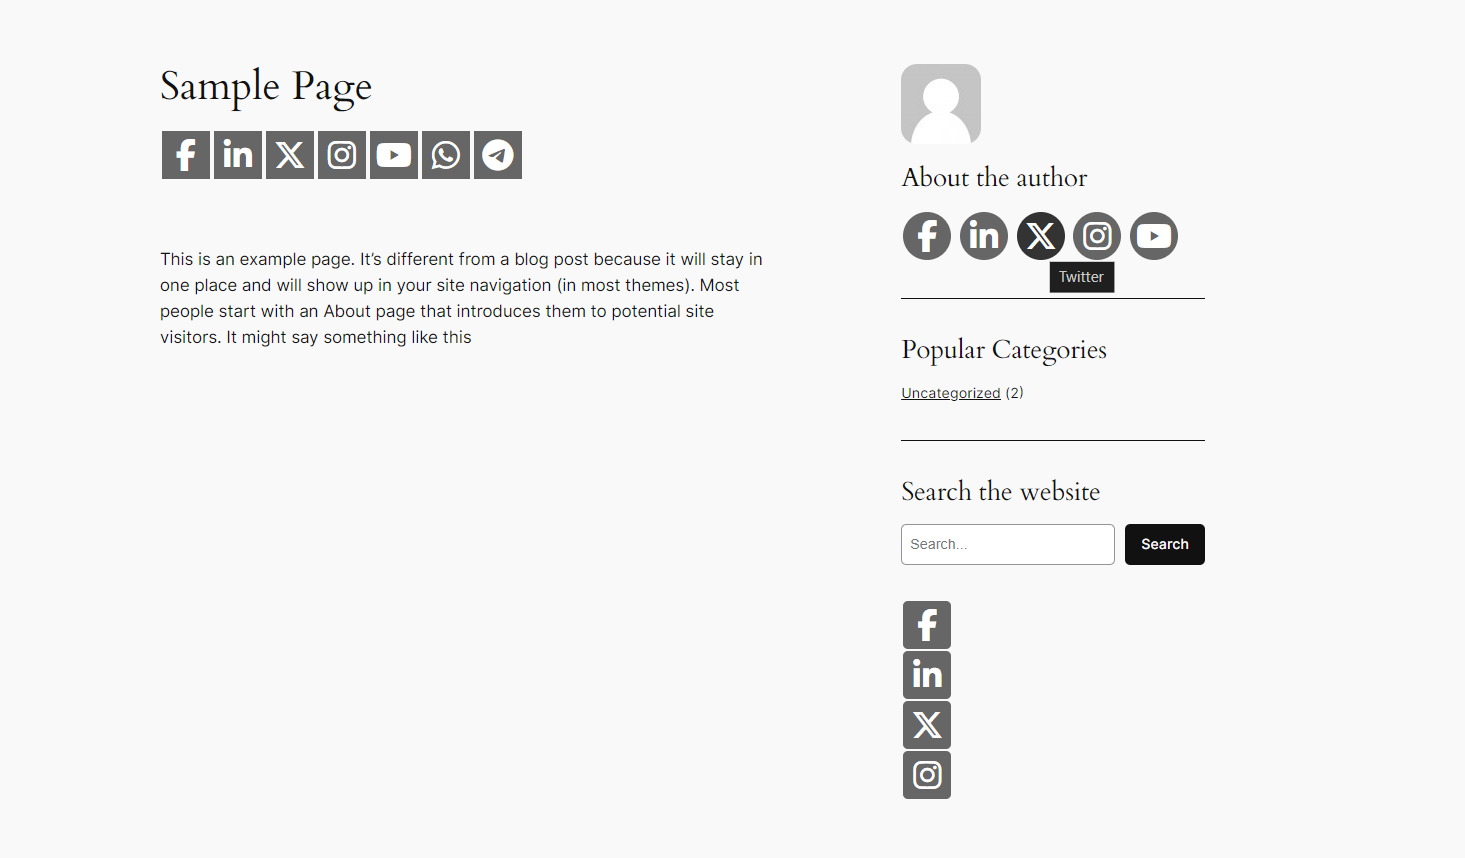 Sample Page
This is an example page. It’s different from a blog post because it will stay in
one place and will show up in your site navigation (in most themes). Most
people start with an About page that introduces them to potential site
visitors. It might say something like this
About the author
Twitter
Popular Categories
Uncategorized (2)
Search the website
Search...
Search